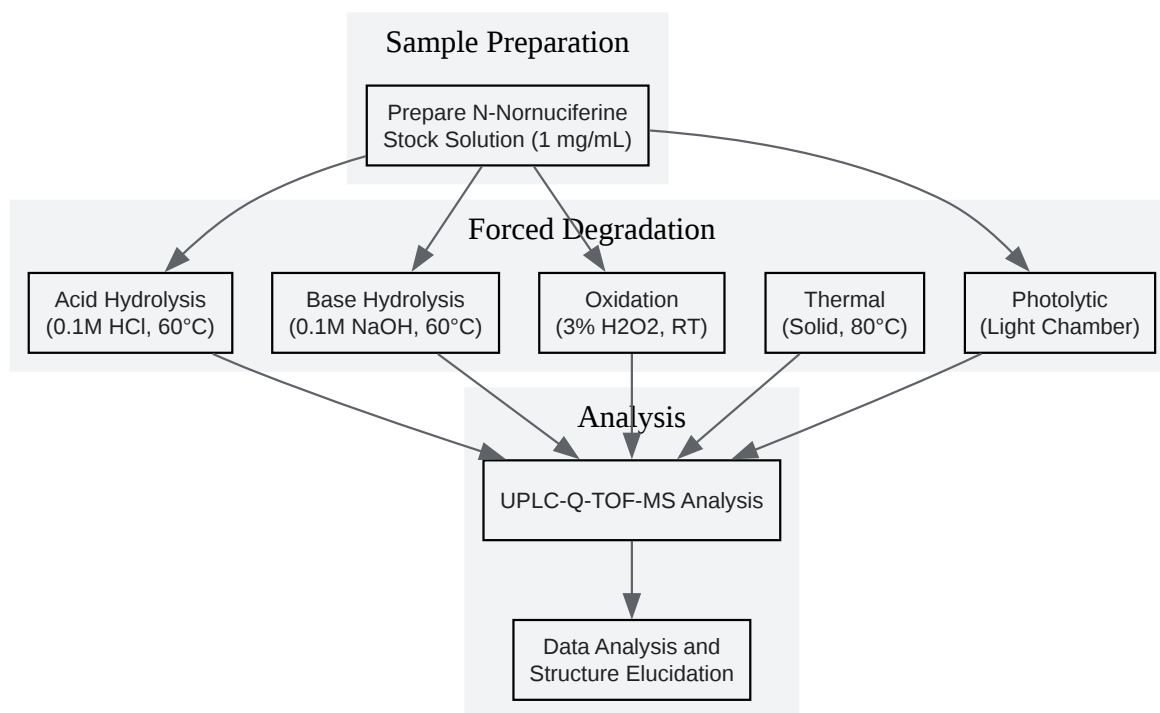 Sample Preparation
Prepare N-Nornuciferine
Stock Solution (1 mg/mL)
Forced Degradation
Acid Hydrolysis
(0.1M HCl, 60°C)
Base Hydrolysis
(0.1M NaOH, 60°C)
Oxidation
(3% H2O2, RT)
Thermal
(Solid, 80°C)
Photolytic
(Light Chamber)
Analysis
UPLC-Q-TOF-MS Analysis
Data Analysis and
Structure Elucidation